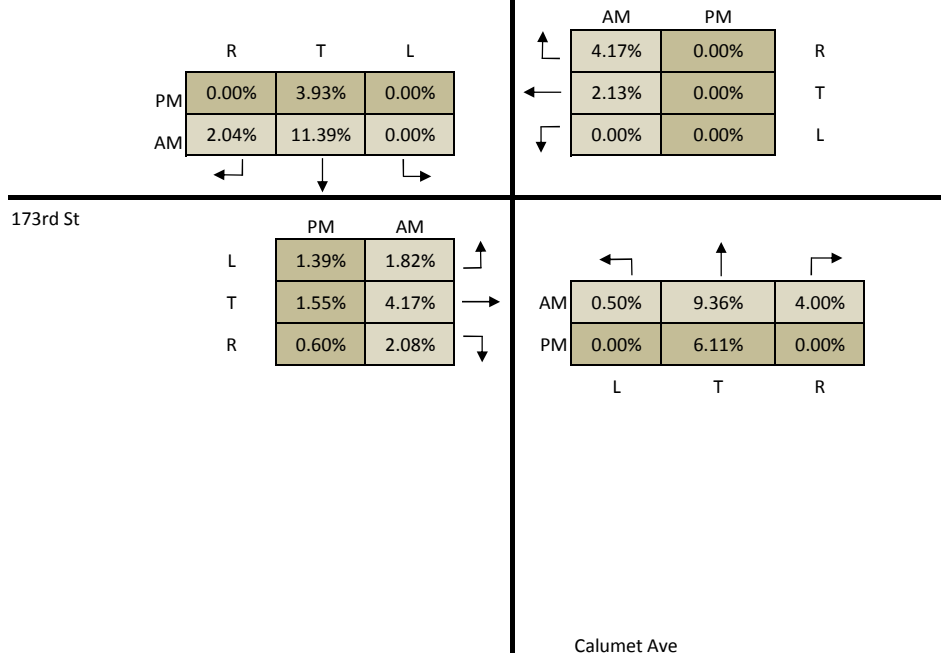 AM PM
4.17% 0.00% R
2.13% 0.00% T
0.00% 0.00% L
R T L
PM 0.00% 3.93% 0.00%
AM 2.04% 11.39% 0.00%
173rd St
PM AM
L 1.39% 1.82%
T 1.55% 4.17%
R 0.60% 2.08%
AM 0.50% 9.36% 4.00%
PM 0.00% 6.11% 0.00%
L T R
Calumet Ave